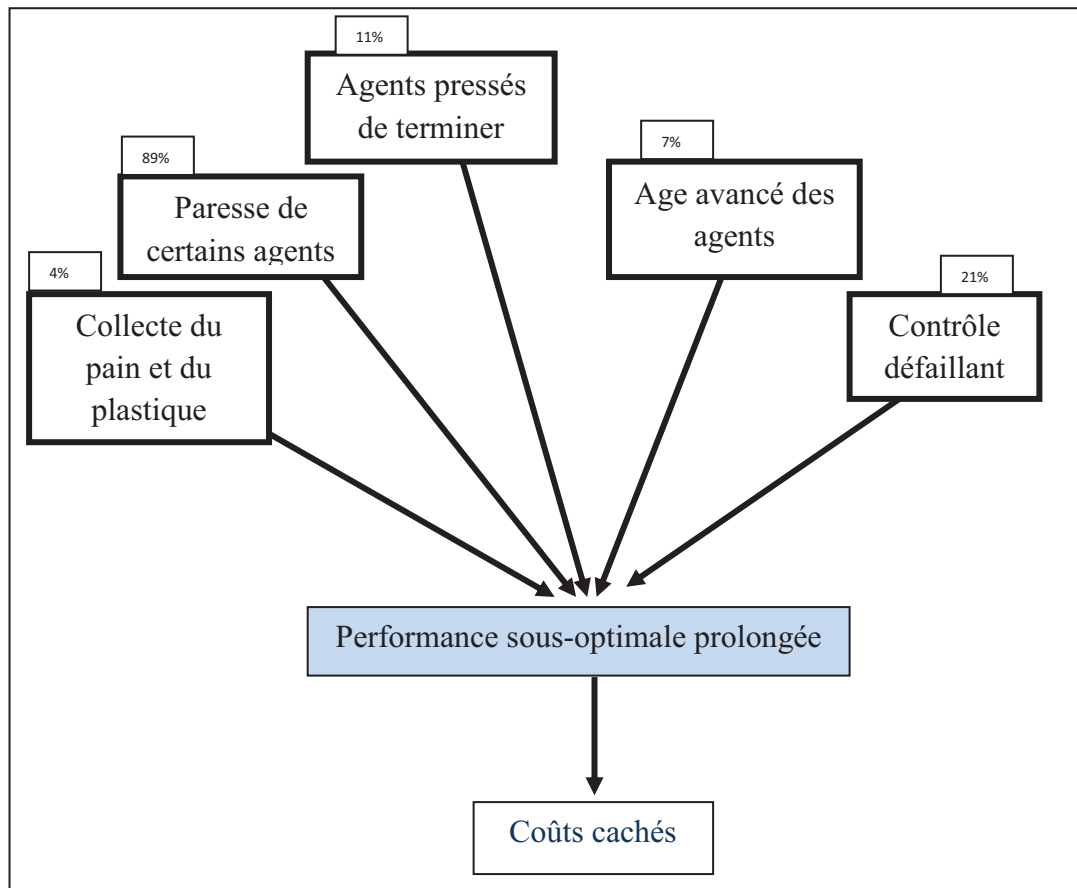 11%
Agents pressés
de terminer
89%
Paresse de
certains agents
7%
Age avancé des
agents
4%
Collecte du
pain et du
plastique
21%
Contrôle
défaillant
Performance sous-optimale prolongée
Coûts cachés